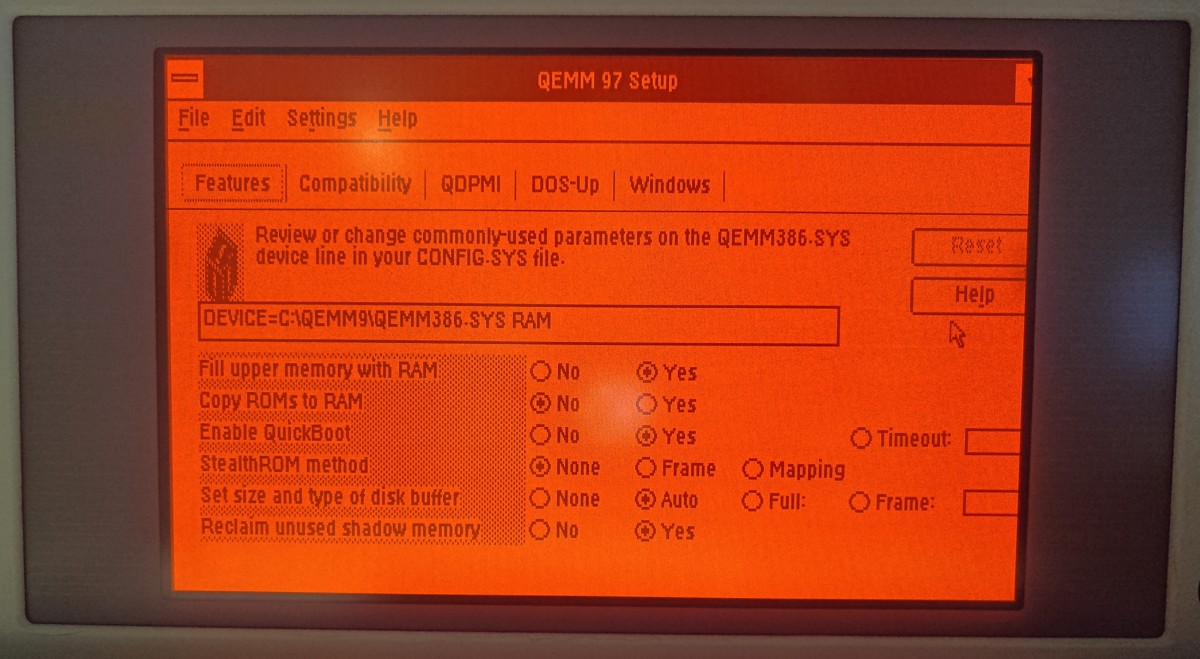 QEMM 97 Setup
File Edit Settings Help
Features Compatibility QDPMI DOS-Up Windows
Review or change commonly-used parameters on the QEMM386.SYS
device line in your CONFIG.SYS file.
Reset
Help
DEVICE=C:\QEMM9\QEMM386.SYS RAM
Fill upper memory with RAM No Yes
Copy ROMs to RAM No Yes
Enable QuickBoot No Yes Timeout:
StealthROM method None Frame Mapping
Set size and type of disk buffer: None Auto Full: Frame:
Reclaim unused shadow memory No Yes